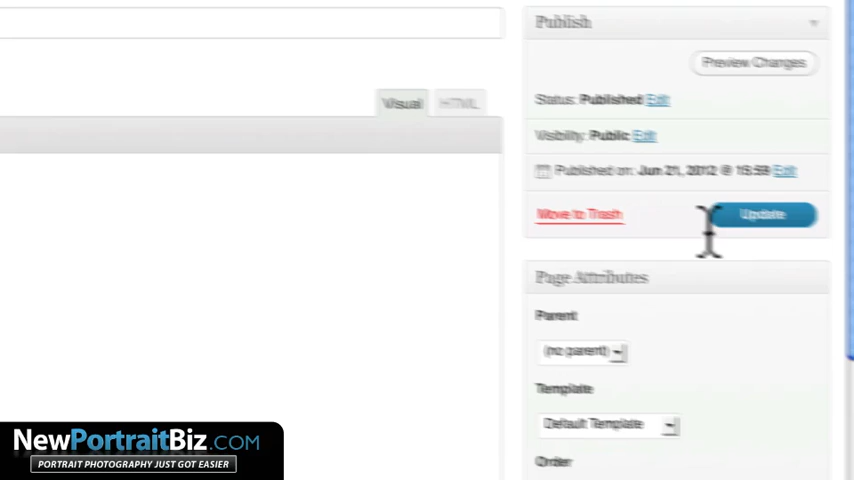 Publish
Preview Changes
Visual HTML
Status: Published Edit
Visibility: Public Edit
Published on: Jun 21, 2012 @ 15:59 Edit
Move to Trash Update
Page Attributes
Parent
(no parent)
Template
Default Template
Order
NewPortraitBiz.COM
PORTRAIT PHOTOGRAPHY JUST GOT EASIER